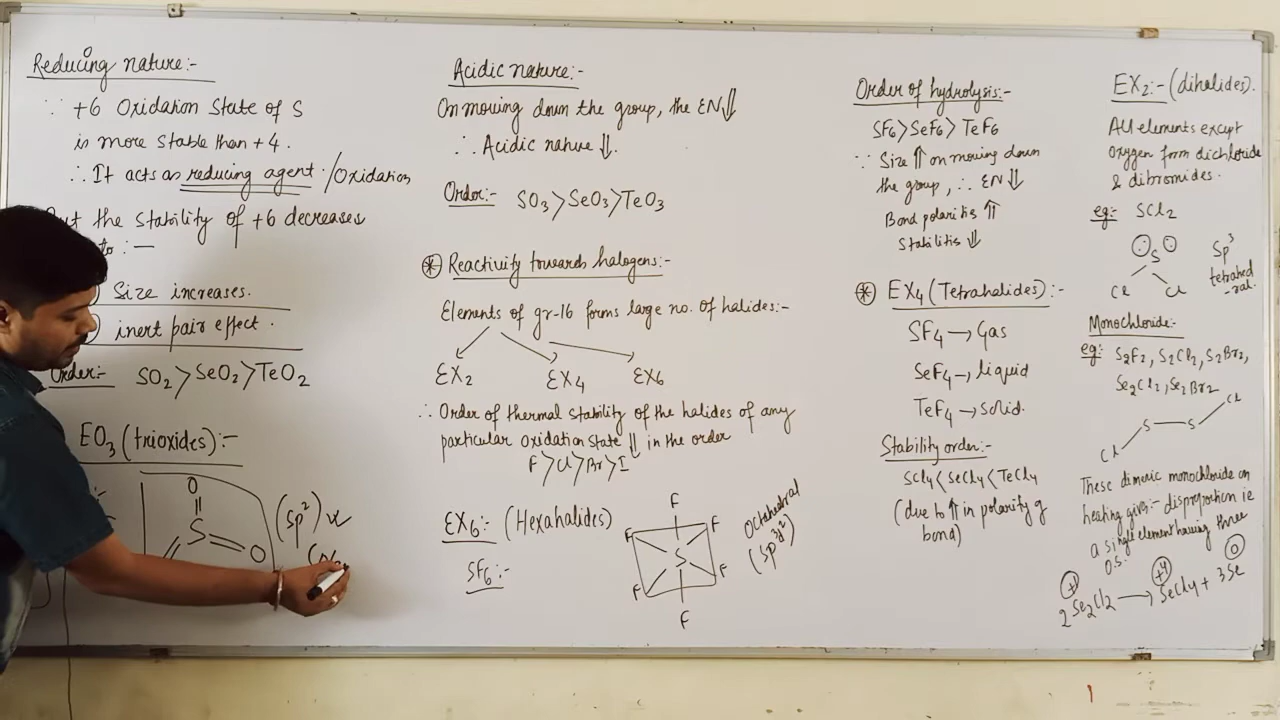 Reducing nature:-
∵ +6 Oxidation State of S
is more stable than +4.
∴ It acts as reducing agent /Oxidation
But the stability of +6 decreases
to :—
Size increases.
inert pair effect.
Order:- SO2 > SeO2 > TeO2
EO3 (trioxides):-
O
S
O
(Sp2)
Acidic nature:-
On moving down the group, the EN⇓
∴ Acidic nature ⇓.
Order:- SO3 > SeO3 > TeO3
* Reactivity towards halogens:-
Elements of gr-16 forms large no. of halides:-
EX2 EX4 EX6
∴ Order of thermal stability of the halides of any
particular oxidation state ⇓ in the order
F > Cl > Br > I
EX6:- (Hexahalides)
SF6:-
F
F F
S
F F
F
Octahedral
(Sp3d2)
Order of hydrolysis:-
SF6 > SeF6 > TeF6
∵ Size ⇑ on moving down
the group, ∴ EN ⇓
Bond polarities ⇑
Stabilities ⇓
* EX4 (Tetrahalides):-
SF4 → Gas
SeF4 → liquid
TeF4 → solid.
Stability order:-
SCl4 < SeCl4 < TeCl4
(due to ⇑ in polarity of
bond)
EX2:- (dihalides).
All elements except
Oxygen form dichloride
& dibromides.
eg: SCl2
S
Cl Cl
Sp3
tetrahed
-ral.
Monochloride:-
eg: S2F2, S2Cl2, S2Br2,
Se2Cl2, Se2Br2
Cl
S — S
Cl
These dimeric monochloride on
heating gives:- disproportion ie
a single element having three
O.S.
+1 +4 0
2Se2Cl2 → SeCl4 + 3Se